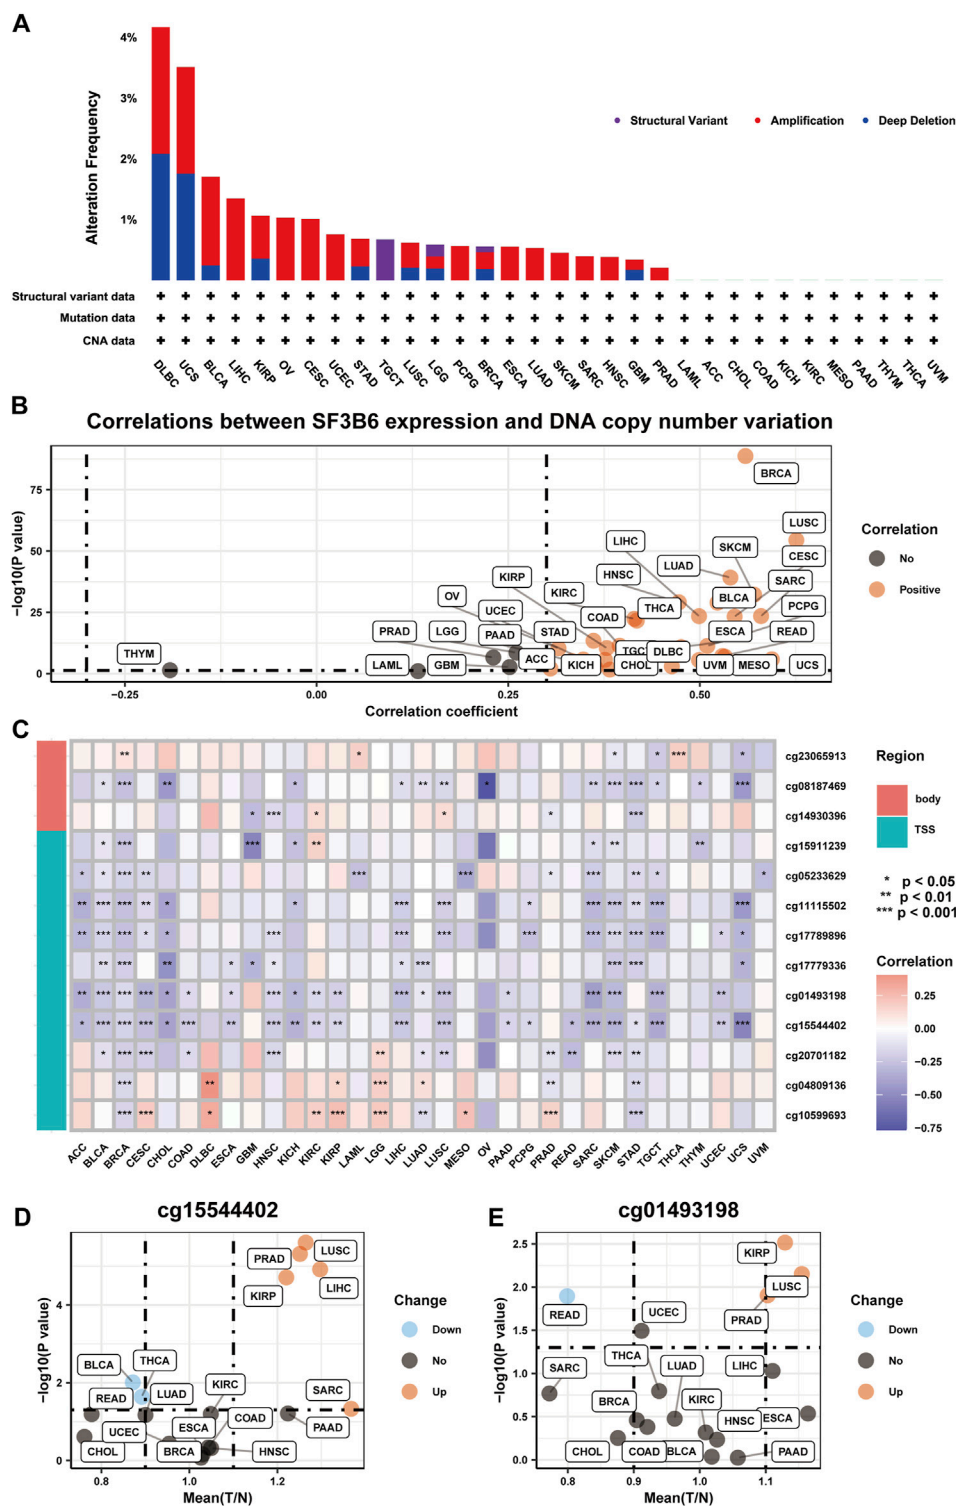 A
4%
3%
2%
1%
Alteration Frequency
Structural Variant
Amplification
Deep Deletion
Structural variant data
Mutation data
CNA data
DLBC UCS BLCA LIHC KIRP OV CESC UCEC STAD TGCT LUSC LGG PCPG BRCA ESCA LUAD SKCM SARC HNSC GBM PRAD LAML ACC CHOL COAD KICH KIRC MESO PAAD THYM THCA UVM
B
Correlations between SF3B6 expression and DNA copy number variation
−log10(P value)
75
50
25
0
BRCA
LUSC
LIHC
SKCM
CESC
LUAD
HNSC
KIRP
SARC
KIRC
BLCA
OV
THCA
PCPG
UCEC
COAD
PRAD
LGG
PAAD
STAD
ESCA
READ
THYM
TGC
DLBC
LAML
GBM
ACC
KICH
CHOL
UVM
MESO
UCS
−0.25
0.00
0.25
0.50
Correlation coefficient
Correlation
No
Positive
C
** * *** * * * cg23065913
* *** ** * * ** ** * ** *** *** * * *** cg08187469
* *** * * * *** cg14930396
* *** *** * ** * ** ** cg15911239
* * *** ** *** *** * *** ** * * cg05233629
** *** *** ** * * *** *** * *** *** ** *** *** cg11115502
** *** *** * * *** *** *** *** *** *** *** *** * * cg17789896
** *** ** * * * * *** *** *** * cg17779336
** *** *** *** * *** * *** * ** ** *** * *** * *** *** * *** ** cg01493198
* *** *** *** * *** ** *** ** ** *** *** * * * *** *** * *** ** *** cg15544402
* *** *** * *** ** * ** ** ** *** ** cg20701182
*** ** * *** * ** ** cg04809136
*** *** * ** *** *** ** * *** *** cg10599693
ACC BLCA BRCA CESC CHOL COAD DLBC ESCA GBM HNSC KICH KIRC KIRP LAML LGG LIHC LUAD LUSC MESO OV PAAD PCPG PRAD READ SARC SKCM STAD TGCT THCA THYM UCEC UCS UVM
Region
body
TSS
* p < 0.05
** p < 0.01
*** p < 0.001
Correlation
0.25
0.00
−0.25
−0.50
−0.75
D
cg15544402
−log10(P value)
4
2
0
PRAD
LUSC
KIRP
LIHC
BLCA
THCA
READ
LUAD
KIRC
SARC
UCEC
ESCA
COAD
PAAD
CHOL
BRCA
HNSC
0.8
1.0
1.2
Mean(T/N)
Change
Down
No
Up
E
cg01493198
−log10(P value)
2.5
2.0
1.5
1.0
0.5
0.0
KIRP
LUSC
READ
UCEC
PRAD
SARC
THCA
LUAD
LIHC
BRCA
KIRC
HNSC
ESCA
CHOL
COAD
BLCA
PAAD
0.8
0.9
1.0
1.1
Mean(T/N)
Change
Down
No
Up